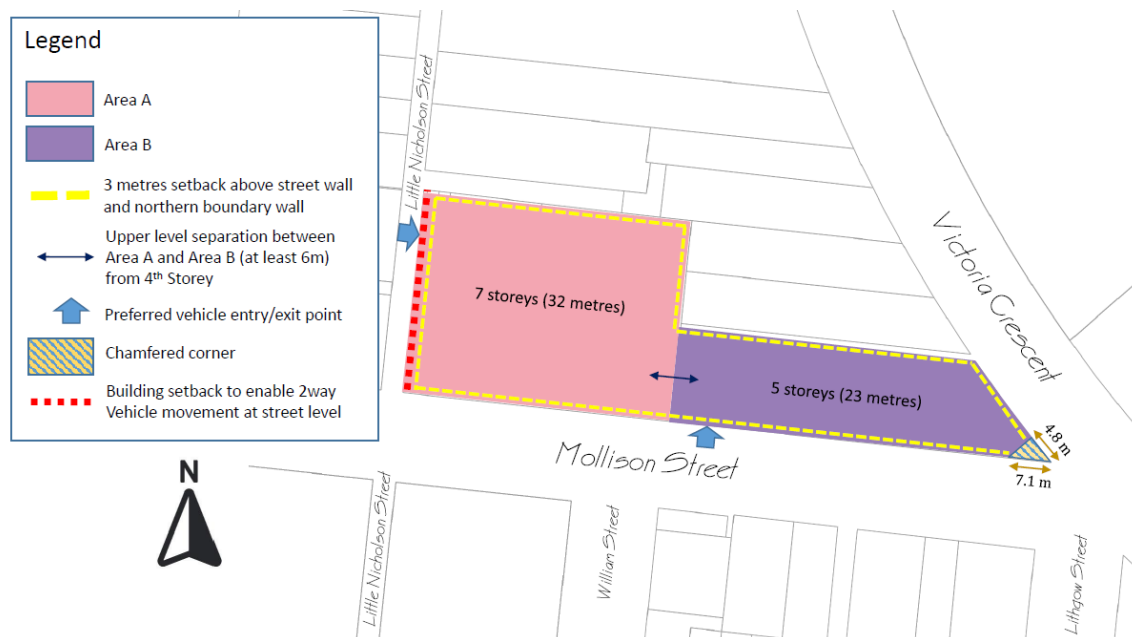 Legend
Area A
Area B
3 metres setback above street wall
and northern boundary wall
Upper level separation between
Area A and Area B (at least 6m)
from 4th Storey
Preferred vehicle entry/exit point
Chamfered corner
Building setback to enable 2way
Vehicle movement at street level
N
Little Nicholson Street
7 storeys (32 metres)
5 storeys (23 metres)
Victoria Crescent
4.8 m
7.1 m
Mollison Street
Little Nicholson Street
William Street
Lithgow Street